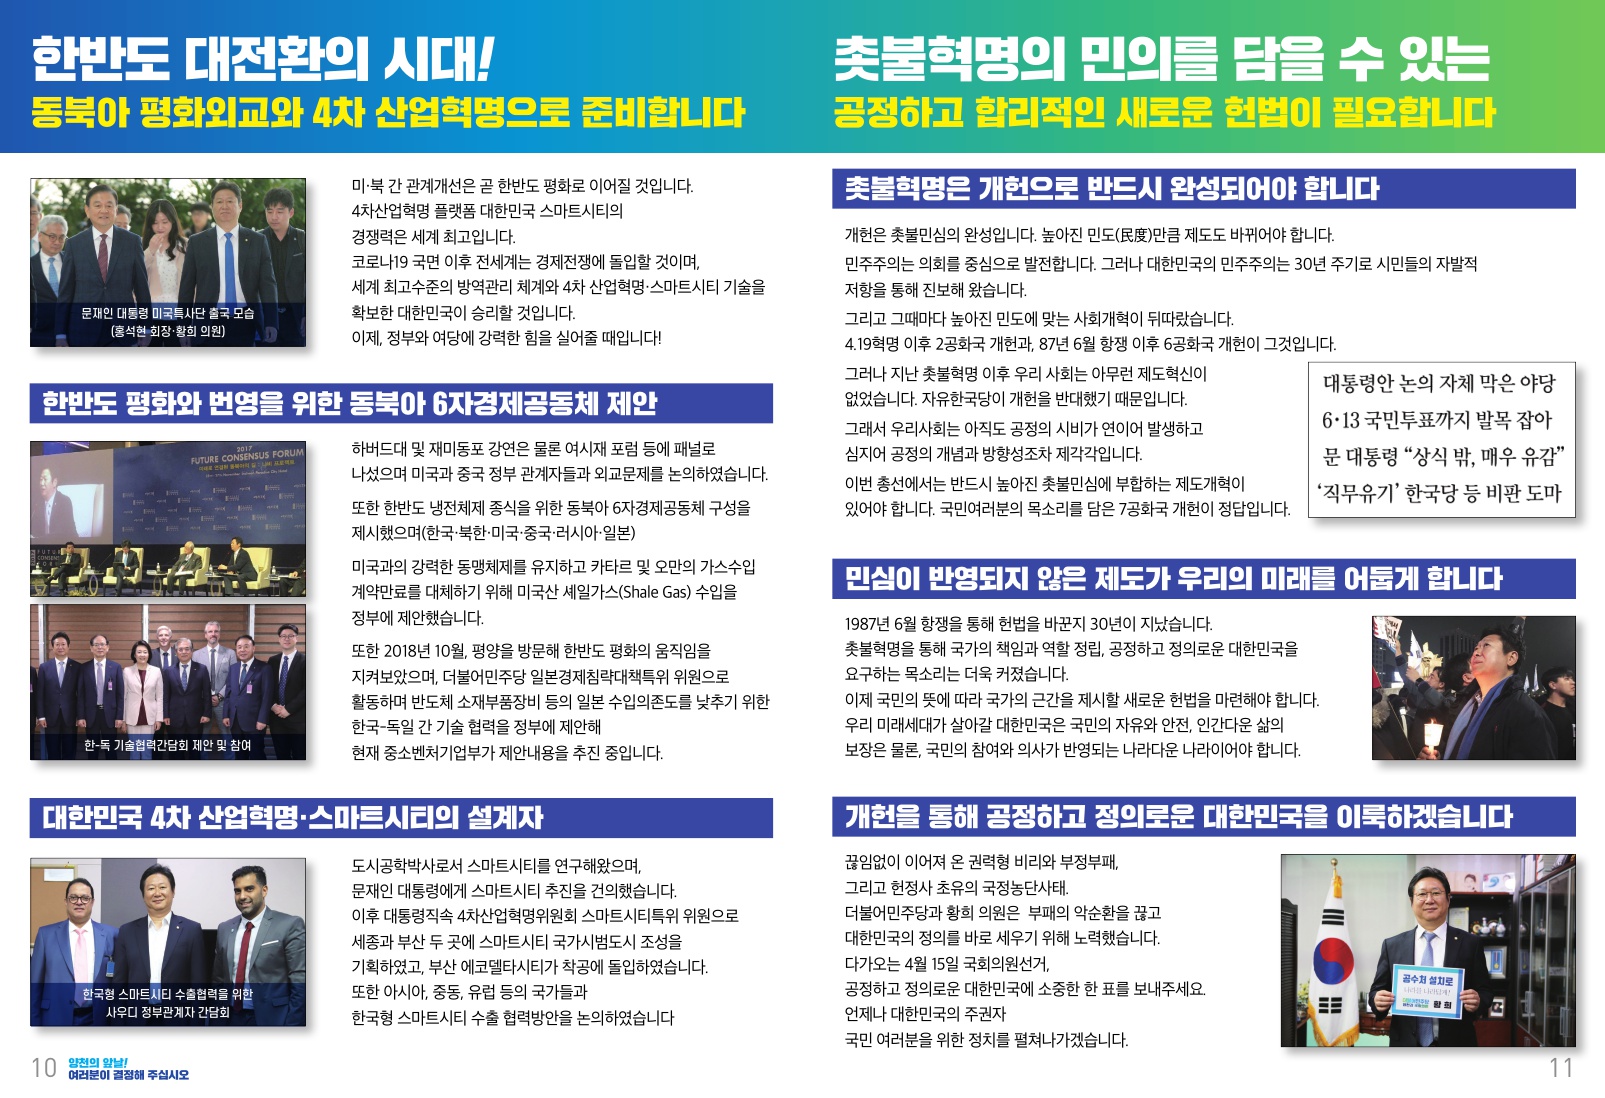 한반도 대전환의 시대!
동북아 평화외교와 4차 산업혁명으로 준비합니다
문재인 대통령 미국특사단 출국 모습
(홍석현 회장·황희 의원)
미·북 간 관계개선은 곧 한반도 평화로 이어질 것입니다.
4차산업혁명 플랫폼 대한민국 스마트시티의
경쟁력은 세계 최고입니다.
코로나19 국면 이후 전세계는 경제전쟁에 돌입할 것이며,
세계 최고수준의 방역관리 체계와 4차 산업혁명·스마트시티 기술을
확보한 대한민국이 승리할 것입니다.
이제, 정부와 여당에 강력한 힘을 실어줄 때입니다!
한반도 평화와 번영을 위한 동북아 6자경제공동체 제안
2017
FUTURE CONSENSUS FORUM
한-독 기술협력간담회 제안 및 참여
하버드대 및 재미동포 강연은 물론 여시재 포럼 등에 패널로
나섰으며 미국과 중국 정부 관계자들과 외교문제를 논의하였습니다.
또한 한반도 냉전체제 종식을 위한 동북아 6자경제공동체 구성을
제시했으며(한국·북한·미국·중국·러시아·일본)
미국과의 강력한 동맹체제를 유지하고 카타르 및 오만의 가스수입
계약만료를 대체하기 위해 미국산 셰일가스(Shale Gas) 수입을
정부에 제안했습니다.
또한 2018년 10월, 평양을 방문해 한반도 평화의 움직임을
지켜보았으며, 더불어민주당 일본경제침략대책특위 위원으로
활동하며 반도체 소재부품장비 등의 일본 수입의존도를 낮추기 위한
한국-독일 간 기술 협력을 정부에 제안해
현재 중소벤처기업부가 제안내용을 추진 중입니다.
대한민국 4차 산업혁명·스마트시티의 설계자
한국형 스마트시티 수출협력을 위한
사우디 정부관계자 간담회
도시공학박사로서 스마트시티를 연구해왔으며,
문재인 대통령에게 스마트시티 추진을 건의했습니다.
이후 대통령직속 4차산업혁명위원회 스마트시티특위 위원으로
세종과 부산 두 곳에 스마트시티 국가시범도시 조성을
기획하였고, 부산 에코델타시티가 착공에 돌입하였습니다.
또한 아시아, 중동, 유럽 등의 국가들과
한국형 스마트시티 수출 협력방안을 논의하였습니다
10
양천의 앞날!
여러분이 결정해 주십시오
촛불혁명의 민의를 담을 수 있는
공정하고 합리적인 새로운 헌법이 필요합니다
촛불혁명은 개헌으로 반드시 완성되어야 합니다
개헌은 촛불민심의 완성입니다. 높아진 민도(民度)만큼 제도도 바뀌어야 합니다.
민주주의는 의회를 중심으로 발전합니다. 그러나 대한민국의 민주주의는 30년 주기로 시민들의 자발적
저항을 통해 진보해 왔습니다.
그리고 그때마다 높아진 민도에 맞는 사회개혁이 뒤따랐습니다.
4.19혁명 이후 2공화국 개헌과, 87년 6월 항쟁 이후 6공화국 개헌이 그것입니다.
그러나 지난 촛불혁명 이후 우리 사회는 아무런 제도혁신이
없었습니다. 자유한국당이 개헌을 반대했기 때문입니다.
그래서 우리사회는 아직도 공정의 시비가 연이어 발생하고
심지어 공정의 개념과 방향성조차 제각각입니다.
이번 총선에서는 반드시 높아진 촛불민심에 부합하는 제도개혁이
있어야 합니다. 국민여러분의 목소리를 담은 7공화국 개헌이 정답입니다.
대통령안 논의 자체 막은 야당
6·13 국민투표까지 발목 잡아
문 대통령 “상식 밖, 매우 유감”
‘직무유기’ 한국당 등 비판 도마
민심이 반영되지 않은 제도가 우리의 미래를 어둡게 합니다
1987년 6월 항쟁을 통해 헌법을 바꾼지 30년이 지났습니다.
촛불혁명을 통해 국가의 책임과 역할 정립, 공정하고 정의로운 대한민국을
요구하는 목소리는 더욱 커졌습니다.
이제 국민의 뜻에 따라 국가의 근간을 제시할 새로운 헌법을 마련해야 합니다.
우리 미래세대가 살아갈 대한민국은 국민의 자유와 안전, 인간다운 삶의
보장은 물론, 국민의 참여와 의사가 반영되는 나라다운 나라이어야 합니다.
개헌을 통해 공정하고 정의로운 대한민국을 이룩하겠습니다
끊임없이 이어져 온 권력형 비리와 부정부패,
그리고 헌정사 초유의 국정농단사태.
더불어민주당과 황희 의원은 부패의 악순환을 끊고
대한민국의 정의를 바로 세우기 위해 노력했습니다.
다가오는 4월 15일 국회의원선거,
공정하고 정의로운 대한민국에 소중한 한 표를 보내주세요.
언제나 대한민국의 주권자
국민 여러분을 위한 정치를 펼쳐나가겠습니다.
공수처 설치로
나라를 나라답게!
더불어민주당
황 희
11